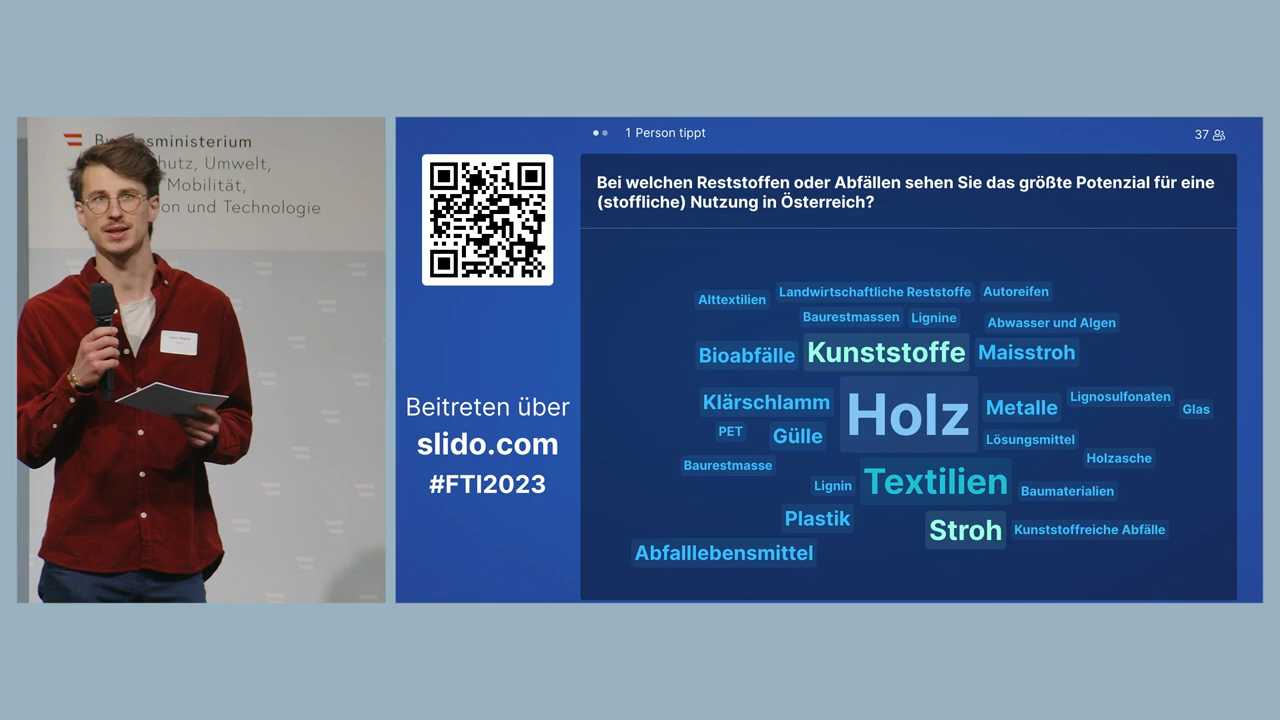 Bundesministerium
hutz, Umwelt,
Mobilität,
on und Technologie
1 Person tippt
37
Bei welchen Reststoffen oder Abfällen sehen Sie das größte Potenzial für eine
(stoffliche) Nutzung in Österreich?
Beitreten über
slido.com
#FTI2023
Alttextilien
Landwirtschaftliche Reststoffe
Autoreifen
Baurestmassen
Lignine
Abwasser und Algen
Bioabfälle
Kunststoffe
Maisstroh
Klärschlamm
Holz
Metalle
Lignosulfonaten
Glas
PET
Gülle
Lösungsmittel
Baurestmasse
Holzasche
Lignin
Textilien
Baumaterialien
Plastik
Stroh
Kunststoffreiche Abfälle
Abfalllebensmittel